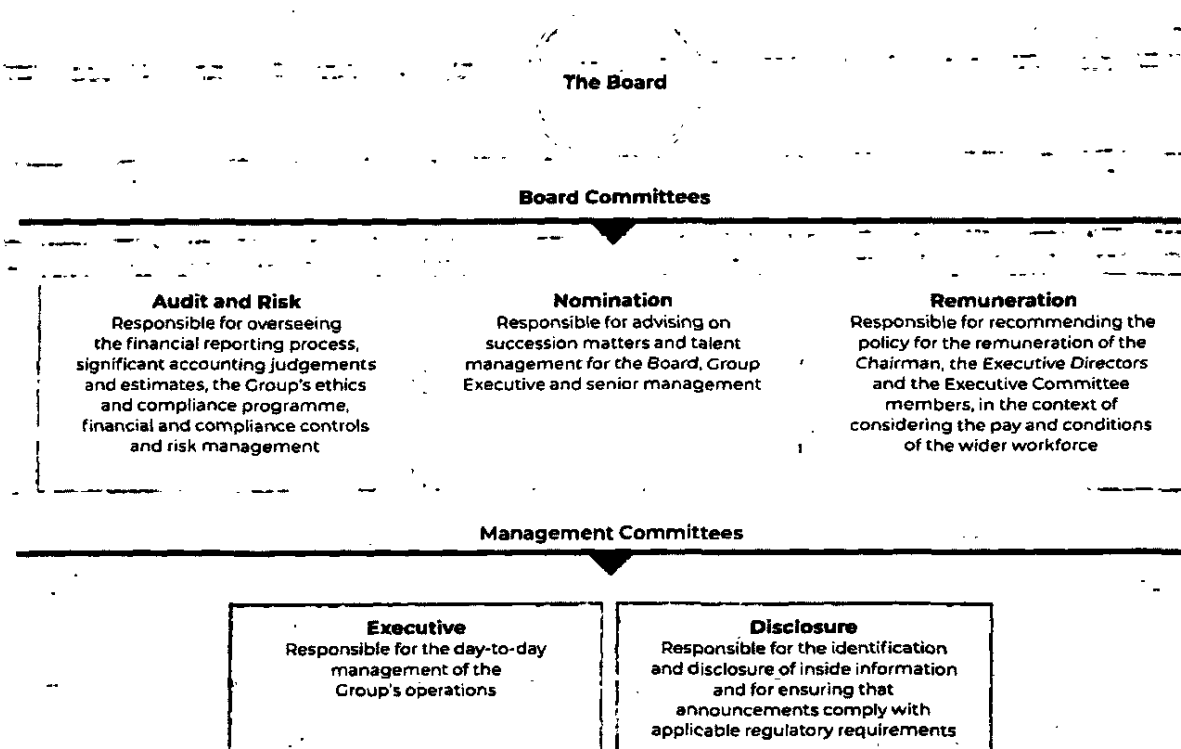 The Board
Board Committees
Audit and Risk
Responsible for overseeing
the financial reporting process,
significant accounting judgements
and estimates, the Group's ethics
and compliance programme,
financial and compliance controls
and risk management
Nomination
Responsible for advising on
succession matters and talent
management for the Board, Group
Executive and senior management
Remuneration
Responsible for recommending the
policy for the remuneration of the
Chairman, the Executive Directors
and the Executive Committee
members, in the context of
considering the pay and conditions
of the wider workforce
Management Committees
Executive
Responsible for the day-to-day
management of the
Group's operations
Disclosure
Responsible for the identification
and disclosure of inside information
and for ensuring that
announcements comply with
applicable regulatory requirements